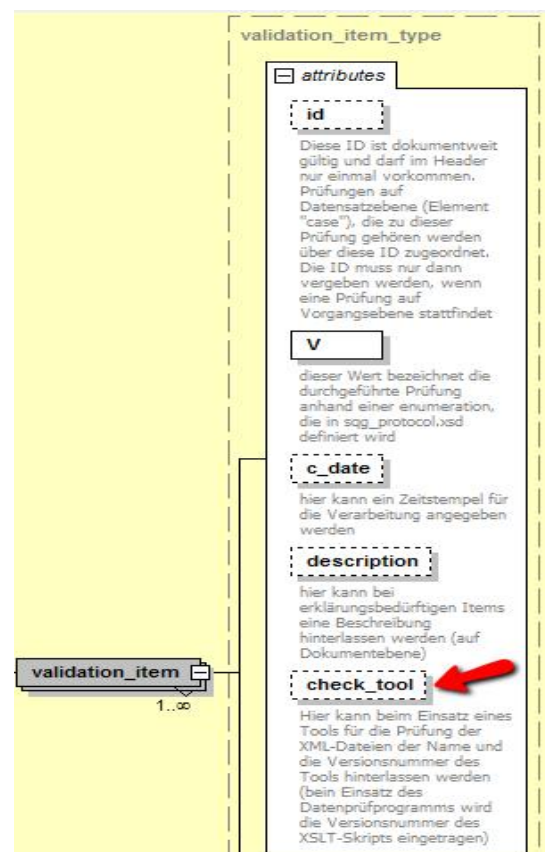 validation_item_type
attributes
id
Diese ID ist dokumentweit
gültig und darf im Header
nur einmal vorkommen.
Prüfungen auf
Datensatzebene (Element
"case"), die zu dieser
Prüfung gehören werden
über diese ID zugeordnet.
Die ID muss nur dann
vergeben werden, wenn
eine Prüfung auf
Vorgangsebene stattfindet
V
dieser Wert bezeichnet die
durchgeführte Prüfung
anhand einer enumeration,
die in sqg_protocol.xsd
definiert wird
c_date
hier kann ein Zeitstempel für
die Verarbeitung angegeben
werden
description
hier kann bei
erklärungsbedürftigen Items
eine Beschreibung
hinterlassen werden (auf
Dokumentebene)
validation_item
1..∞
check_tool
Hier kann beim Einsatz eines
Tools für die Prüfung der
XML-Dateien der Name und
die Versionsnummer des
Tools hinterlassen werden
(bein Einsatz des
Datenprüfprogramms wird
die Versionsnummer des
XSLT-Skripts eingetragen)